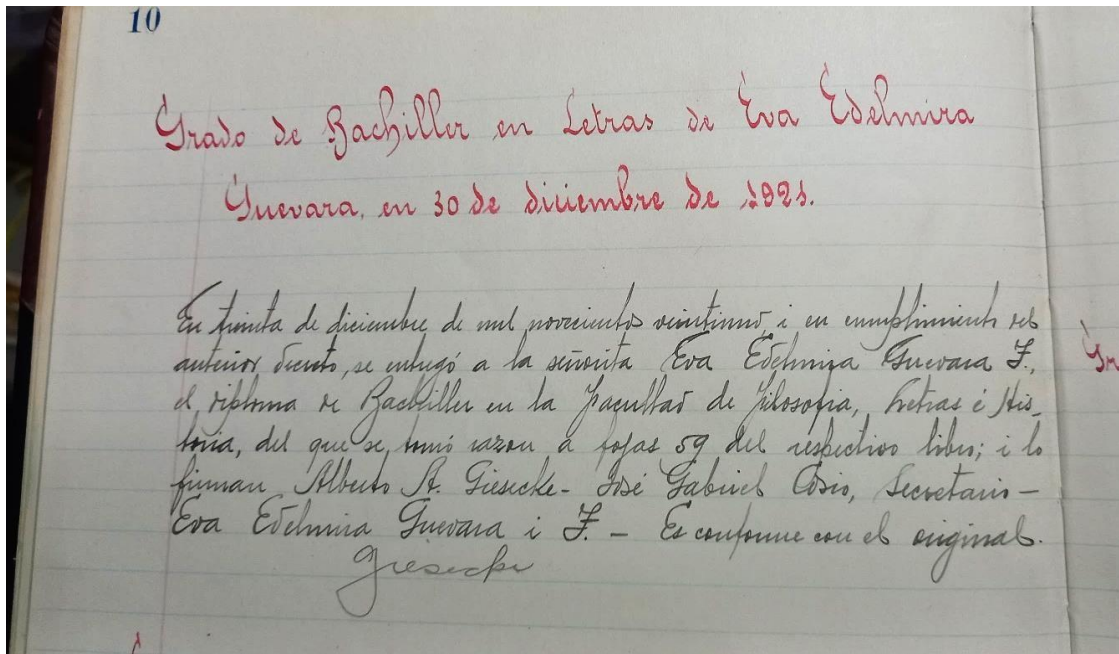 10
Grado de Bachiller en Letras de Eva Edelmira
Guevara, en 30 de diciembre de 1921.
En treinta de diciembre de mil novecientos veintiuno, i en cumplimiento del
anterior decreto, se entregó a la señorita Eva Edelmira Guevara F.,
el diploma de Bachiller en la Facultad de Filosofia, Letras é His-
toria, del que se tomó razon a fojas 59 del respectivo libro; i lo
firman Alberto A. Giesecke - José Gabriel Cosio, Secretario -
Eva Edelmira Guevara i F. - Es conforme con el original.
Giesecke